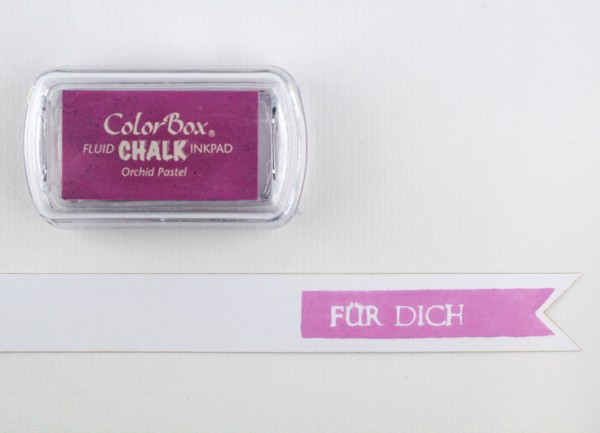 ColorBox®
FLUID CHALK INKPAD
Orchid Pastel
FÜR DICH